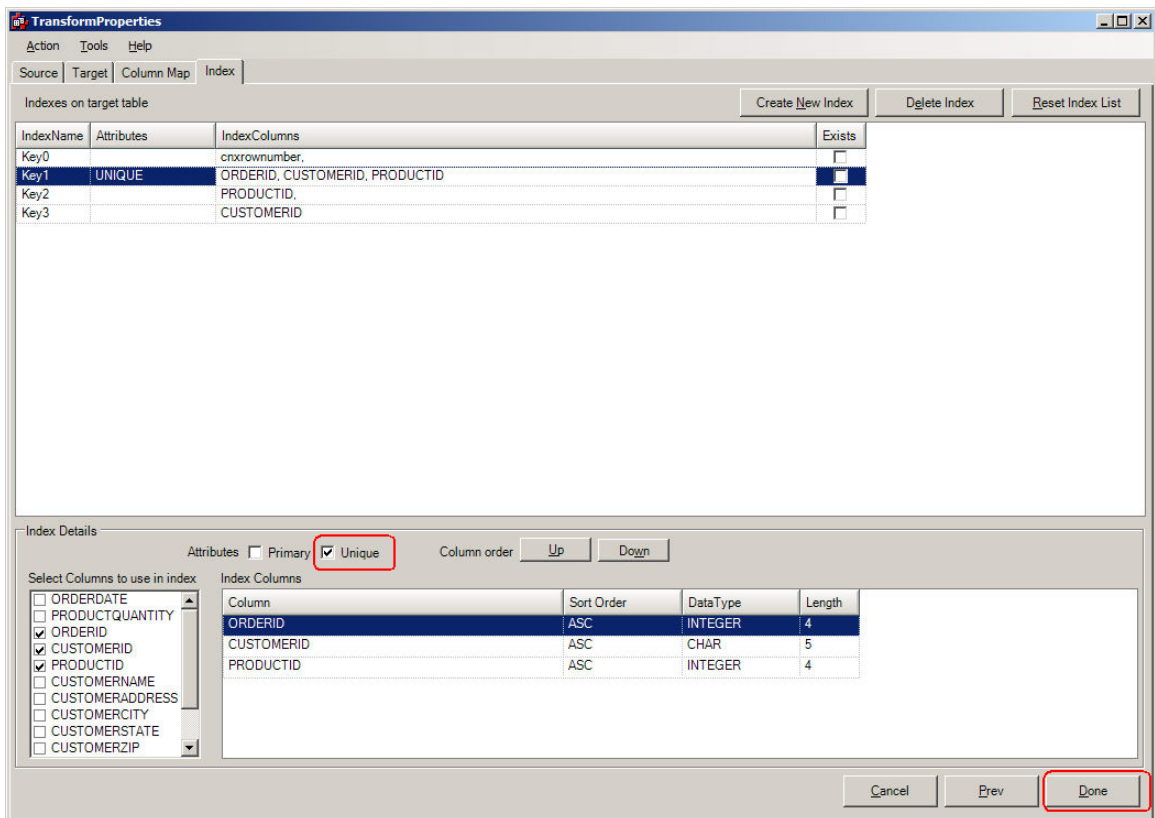 TransformProperties
Action Tools Help
Source Target Column Map Index
Indexes on target table Create New Index Delete Index Reset Index List
IndexName Attributes IndexColumns Exists
Key0 cnxrownumber,
Key1 UNIQUE ORDERID, CUSTOMERID, PRODUCTID
Key2 PRODUCTID,
Key3 CUSTOMERID
Index Details
Attributes Primary Unique Column order Up Down
Select Columns to use in index Index Columns
ORDERDATE
PRODUCTQUANTITY
ORDERID
CUSTOMERID
PRODUCTID
CUSTOMERNAME
CUSTOMERADDRESS
CUSTOMERCITY
CUSTOMERSTATE
CUSTOMERZIP
Column Sort Order DataType Length
ORDERID ASC INTEGER 4
CUSTOMERID ASC CHAR 5
PRODUCTID ASC INTEGER 4
Cancel Prev Done